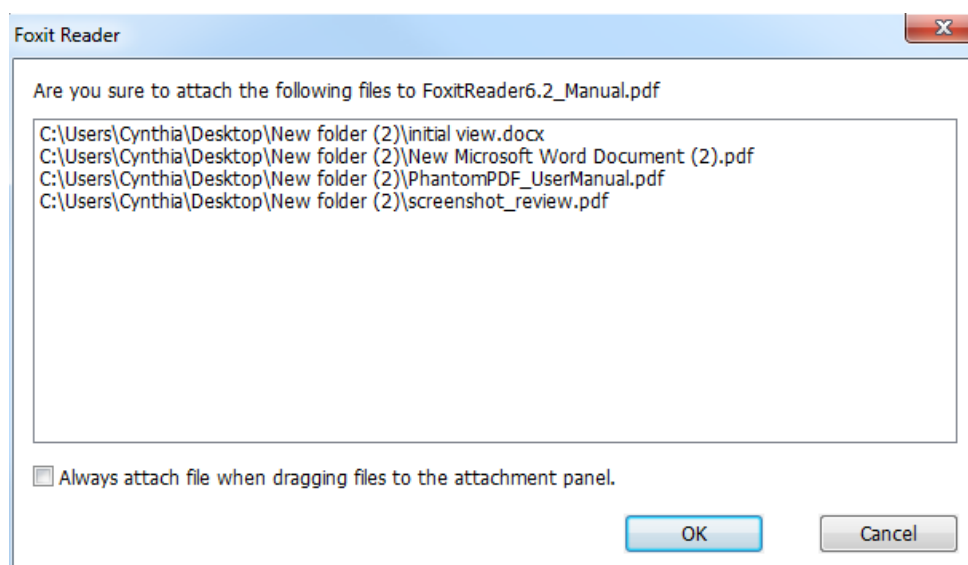 Foxit Reader
Are you sure to attach the following files to FoxitReader6.2_Manual.pdf
C:\Users\Cynthia\Desktop\New folder (2)\initial view.docx
C:\Users\Cynthia\Desktop\New folder (2)\New Microsoft Word Document (2).pdf
C:\Users\Cynthia\Desktop\New folder (2)\PhantomPDF_UserManual.pdf
C:\Users\Cynthia\Desktop\New folder (2)\screenshot_review.pdf
Always attach file when dragging files to the attachment panel.
OK Cancel